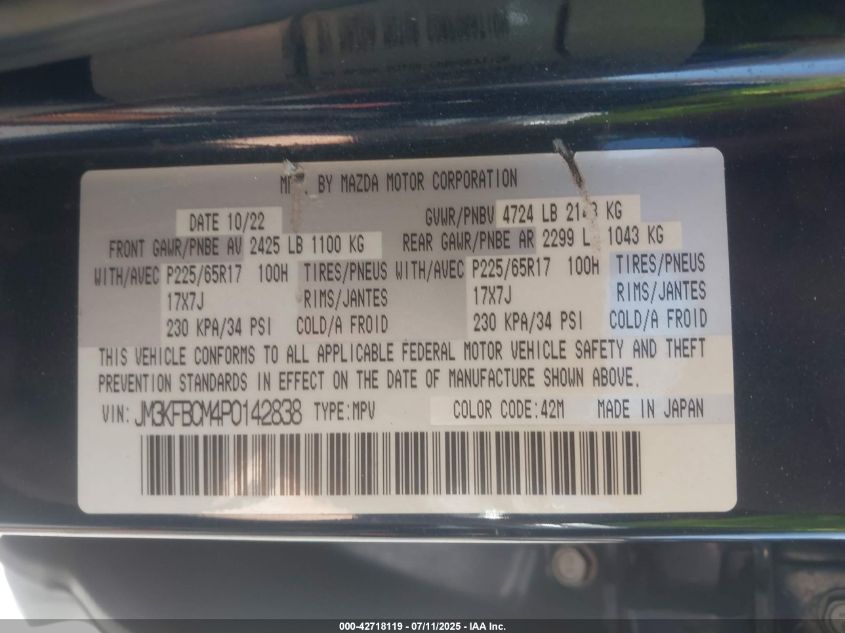 MFG. BY MAZDA MOTOR CORPORATION
DATE 10/22 GVWR/PNBV 4724 LB 2143 KG
FRONT GAWR/PNBE AV 2425 LB 1100 KG REAR GAWR/PNBE AR 2299 L 1043 KG
WITH/AVEC P225/65R17 100H TIRES/PNEUS WITH/AVEC P225/65R17 100H TIRES/PNEUS
17X7J RIMS/JANTES 17X7J RIMS/JANTES
230 KPA/34 PSI COLD/A FROID 230 KPA/34 PSI COLD/A FROID
THIS VEHICLE CONFORMS TO ALL APPLICABLE FEDERAL MOTOR VEHICLE SAFETY AND THEFT
PREVENTION STANDARDS IN EFFECT ON THE DATE OF MANUFACTURE SHOWN ABOVE.
VIN: JM3KFBCM4P0142838 TYPE:MPV COLOR CODE:42M MADE IN JAPAN
000-42718119 - 07/11/2025 - IAA Inc.